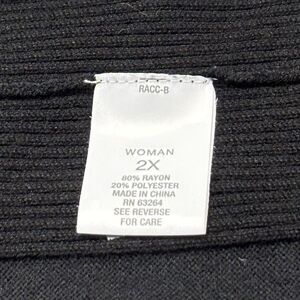 RACC-B
WOMAN
2X
80% RAYON
20% POLYESTER
MADE IN CHINA
RN 63264
SEE REVERSE
FOR CARE